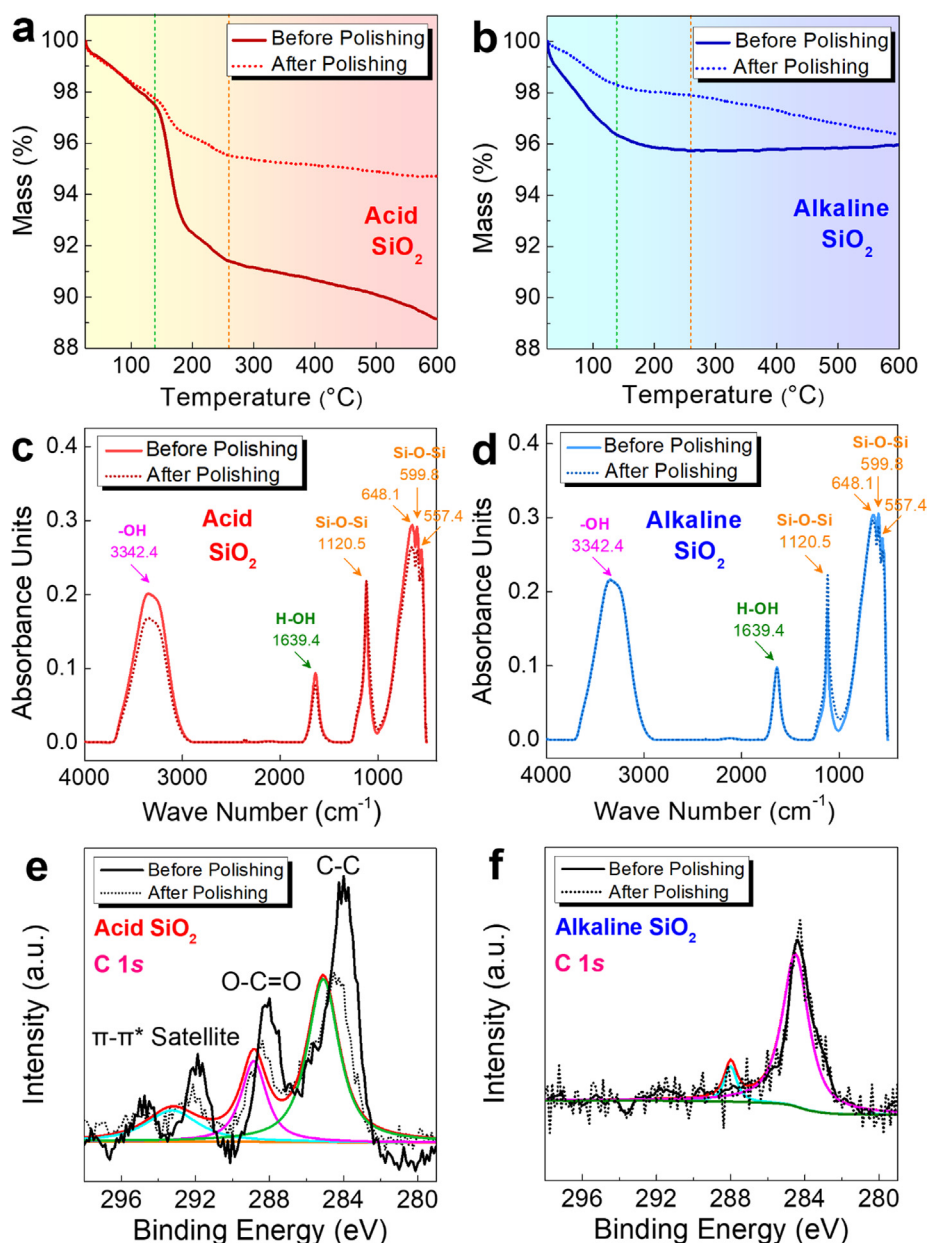 a
100
98
96
94
92
90
88
Mass (%)
Before Polishing
After Polishing
Acid
SiO₂
100 200 300 400 500 600
Temperature (°C)
b
100
98
96
94
92
90
88
Mass (%)
Before Polishing
After Polishing
Alkaline
SiO₂
100 200 300 400 500 600
Temperature (°C)
c
0.4
0.3
0.2
0.1
0.0
Absorbance Units
Before Polishing
After Polishing
Acid
SiO₂
-OH
3342.4
H-OH
1639.4
Si-O-Si
1120.5
Si-O-Si
599.8
648.1
557.4
4000 3000 2000 1000
Wave Number (cm⁻¹)
d
0.4
0.3
0.2
0.1
0.0
Absorbance Units
Before Polishing
After Polishing
Alkaline
SiO₂
-OH
3342.4
H-OH
1639.4
Si-O-Si
1120.5
Si-O-Si
599.8
648.1
557.4
4000 3000 2000 1000
Wave Number (cm⁻¹)
e
Before Polishing
After Polishing
Acid SiO₂
C 1s
C-C
O-C=O
π-π* Satellite
Intensity (a.u.)
296 292 288 284 280
Binding Energy (eV)
f
Before Polishing
After Polishing
Alkaline SiO₂
C 1s
Intensity (a.u.)
296 292 288 284 280
Binding Energy (eV)